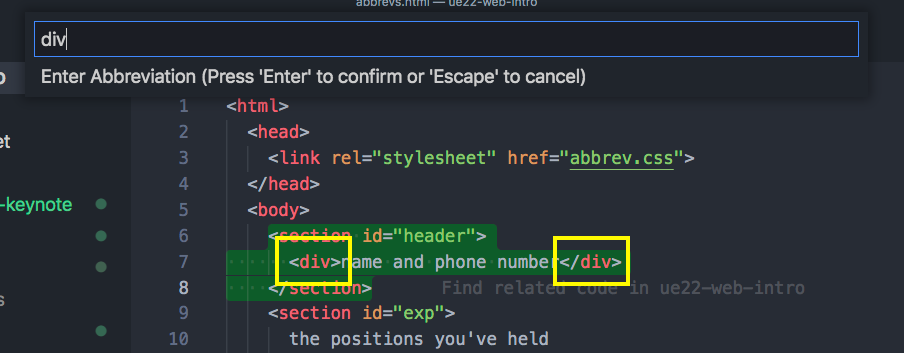 abbrevs.html — ue22-web-intro
div
Enter Abbreviation (Press 'Enter' to confirm or 'Escape' to cancel)
1 <html>
2 <head>
et
3 <link rel="stylesheet" href="abbrev.css">
4 </head>
-keynote
5 <body>
6 <section id="header">
7 <div>name and phone number</div>
8 </section> Find related code in ue22-web-intro
s
9 <section id="exp">
10 the positions you've held